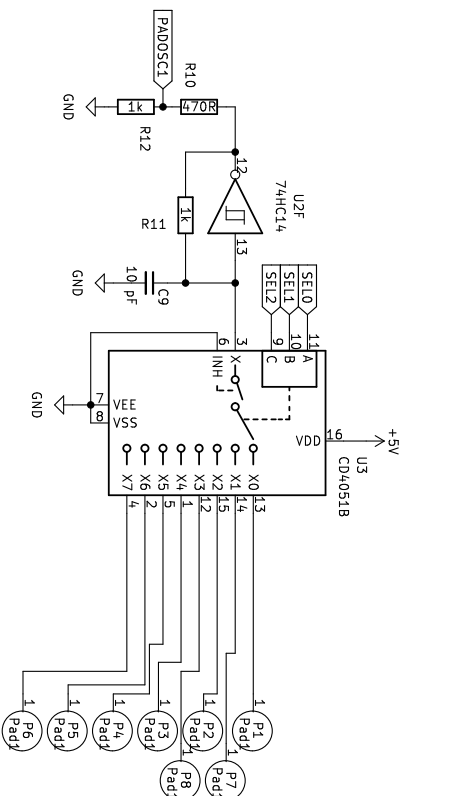 PADOSC1
R10
470R
1k
R12
GND
12
U2F
74HC14
13
1k
R11
10 pF
C9
GND
SEL0
SEL1
SEL2
11
10
9
A
B
C
6
3
INH
X
GND
7
VEE
8
VSS
VDD
16
+5V
U3
CD4051B
X7
X6
X5
X4
X3
X2
X1
X0
4
2
5
1
12
15
14
13
1
P6
Pad1
1
P5
Pad1
1
P4
Pad1
1
P3
Pad1
1
P2
Pad1
1
P1
Pad1
1
P8
Pad1
1
P7
Pad1